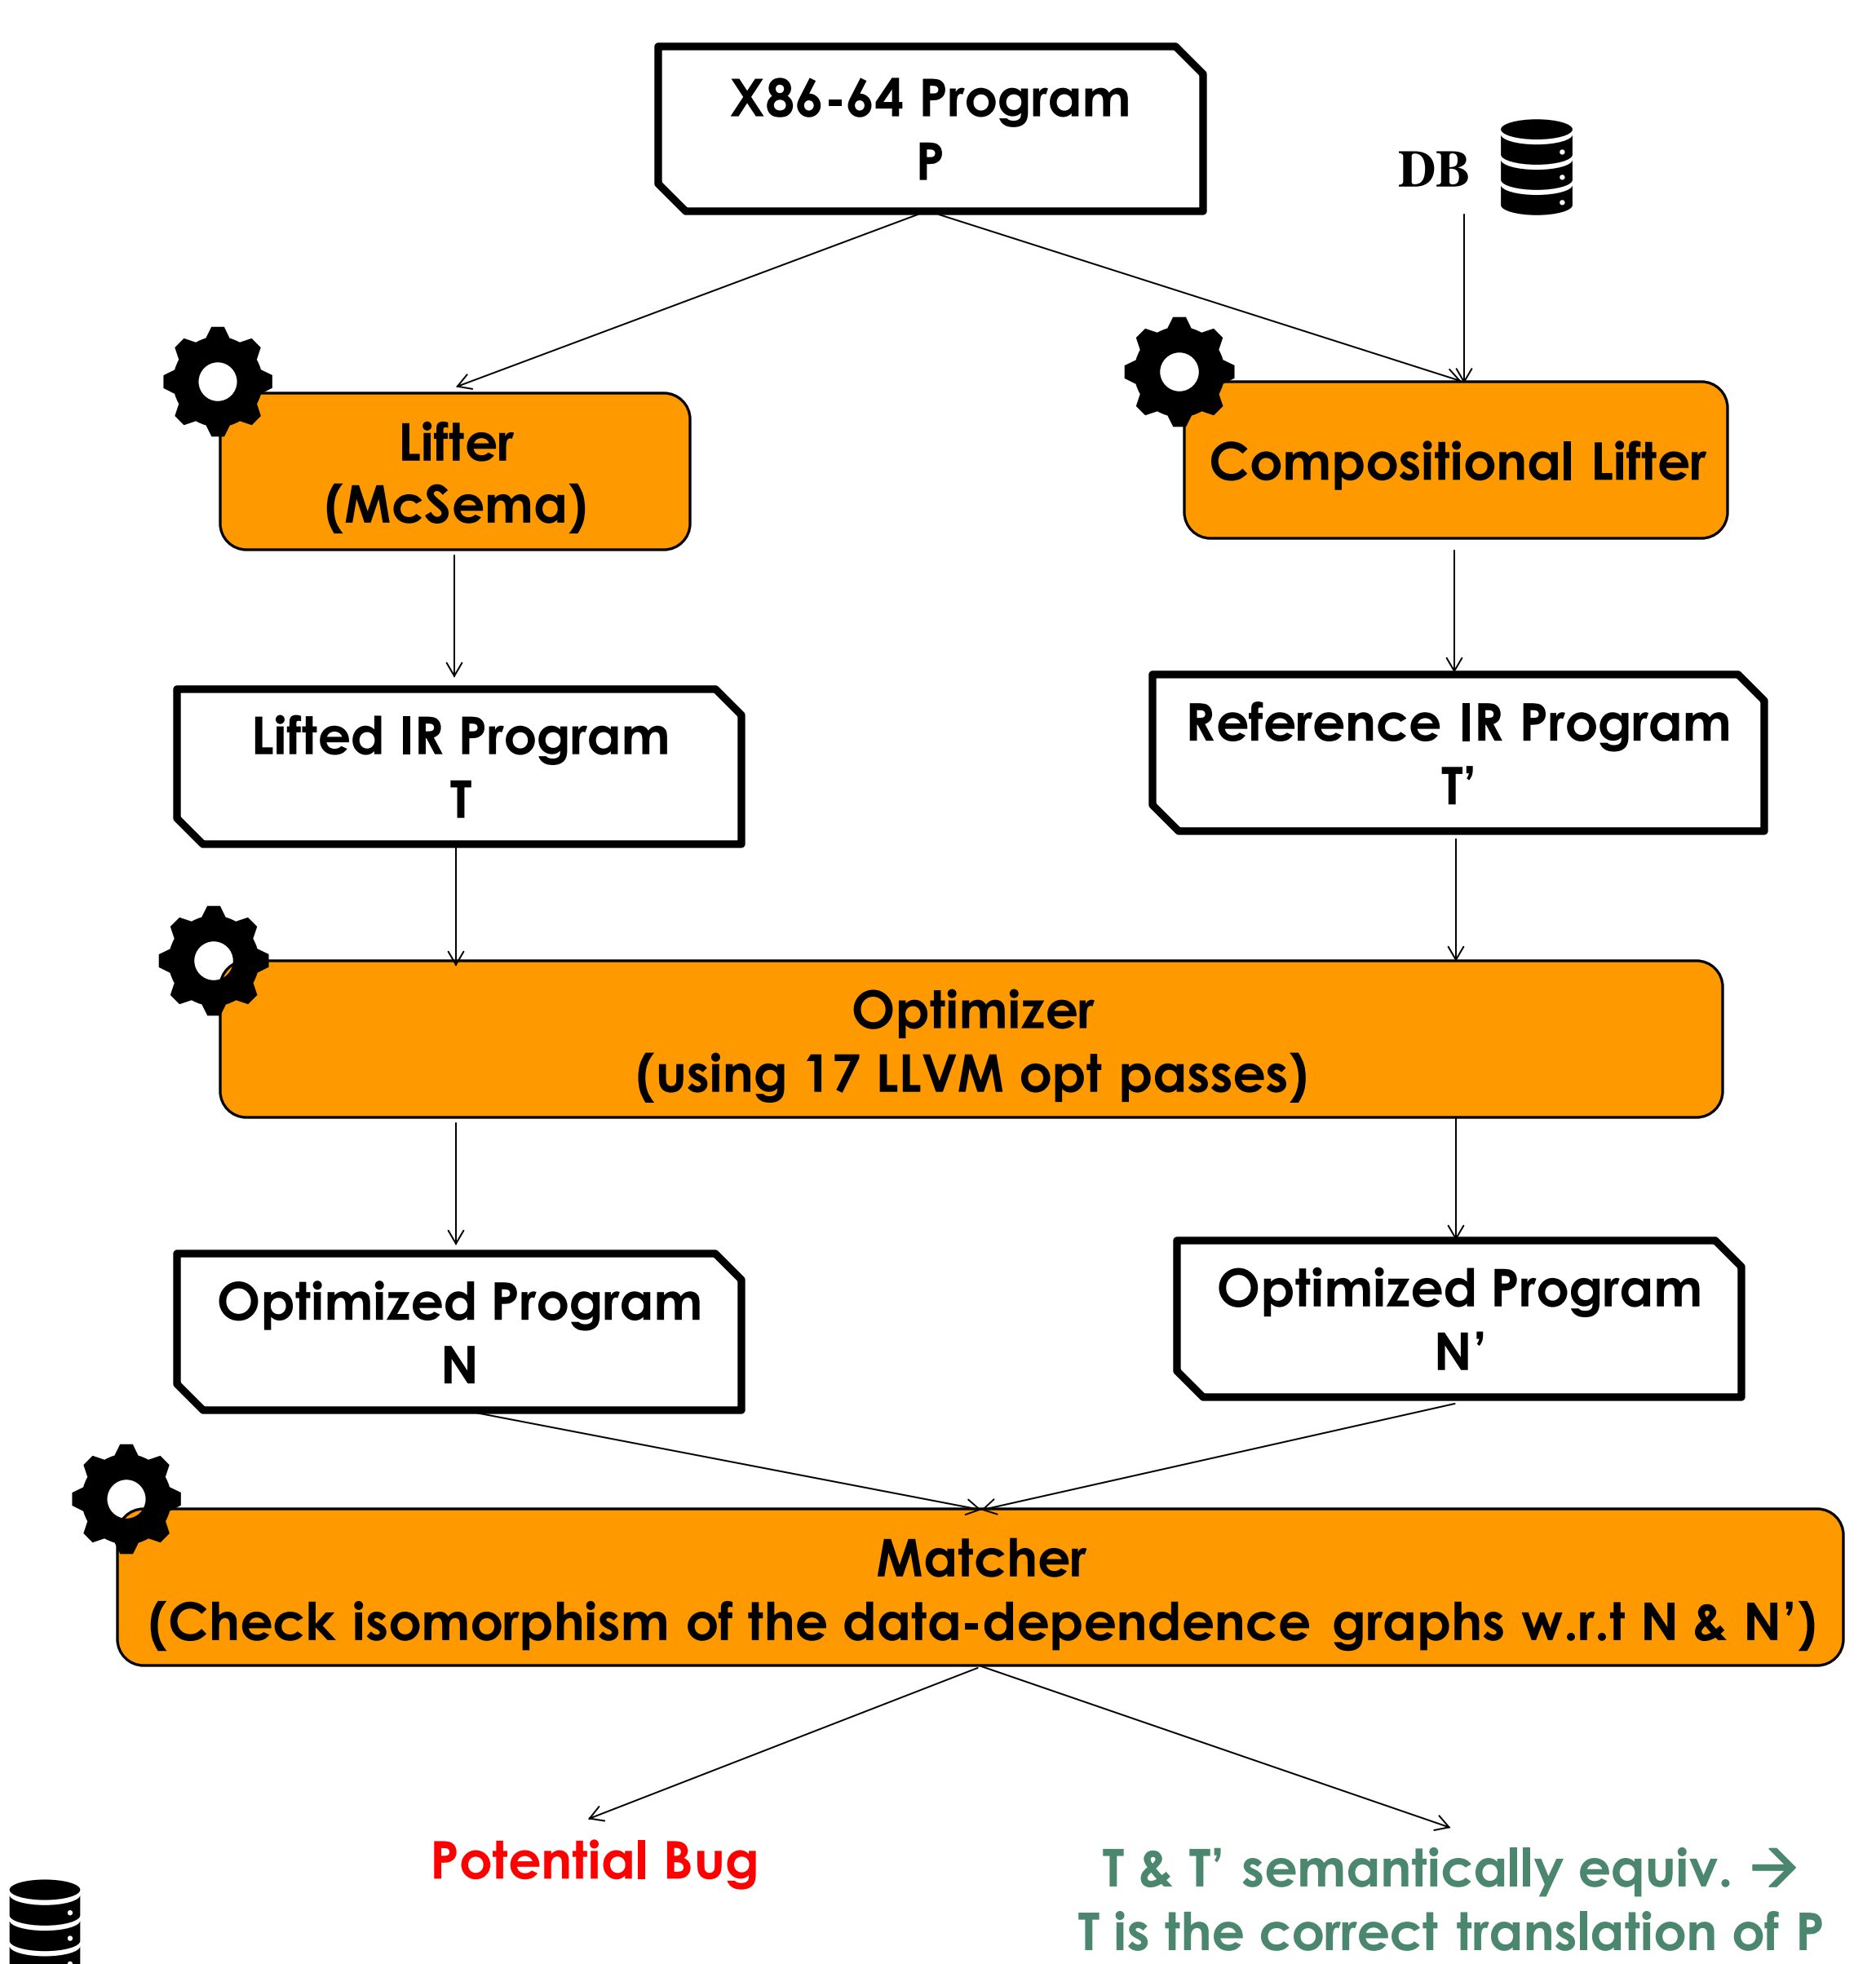 X86-64 Program
P
DB
Lifter
(McSema)
Compositional Lifter
Lifted IR Program
T
Reference IR Program
T’
Optimizer
(using 17 LLVM opt passes)
Optimized Program
N
Optimized Program
N’
Matcher
(Check isomorphism of the data-dependence graphs w.r.t N & N’)
Potential Bug
T & T’ semantically equiv. →
T is the correct translation of P